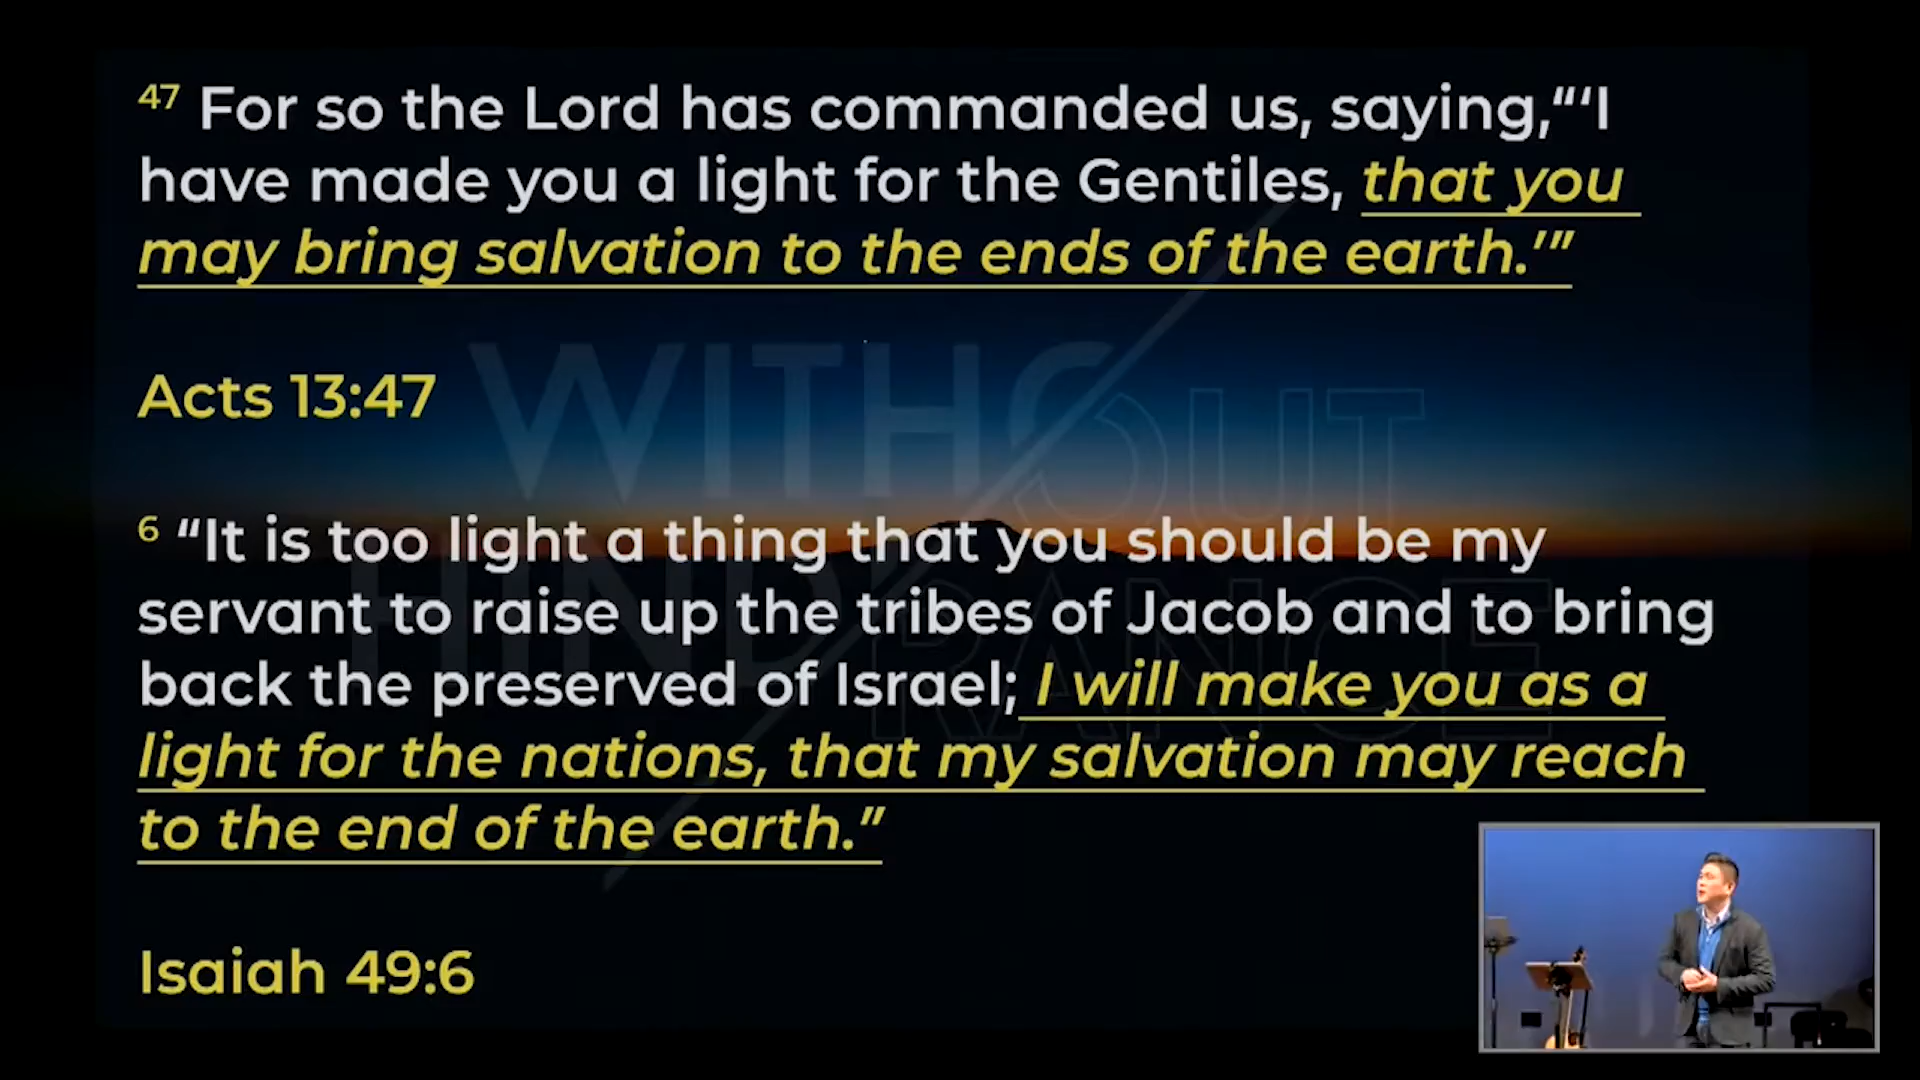 47 For so the Lord has commanded us, saying,“‘I
have made you a light for the Gentiles, that you
may bring salvation to the ends of the earth.’”
Acts 13:47
6 “It is too light a thing that you should be my
servant to raise up the tribes of Jacob and to bring
back the preserved of Israel; I will make you as a
light for the nations, that my salvation may reach
to the end of the earth.”
Isaiah 49:6
WITHOUT
HINDRANCE